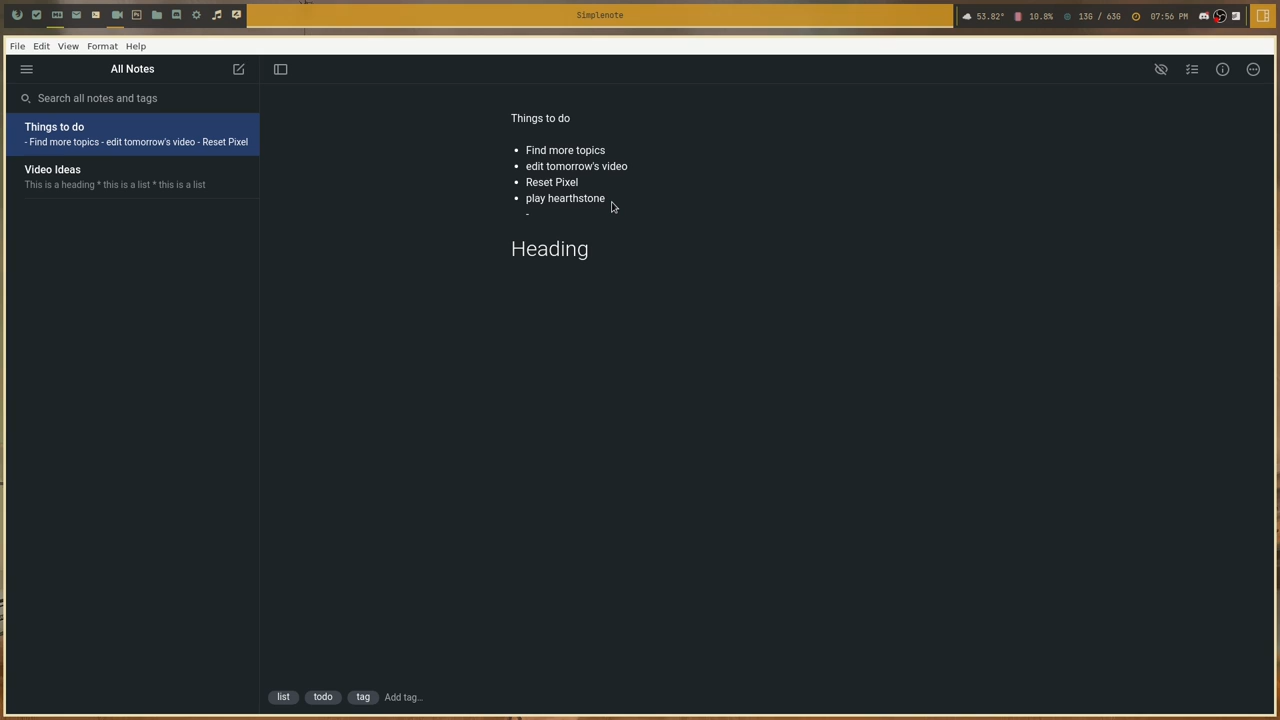 Simplenote
53.82°
10.8%
13G / 63G
07:56 PM
File Edit View Format Help
All Notes
Search all notes and tags
Things to do
- Find more topics - edit tomorrow's video - Reset Pixel
Video Ideas
This is a heading * this is a list * this is a list
Things to do
• Find more topics
• edit tomorrow's video
• Reset Pixel
• play hearthstone
-
Heading
list todo tag Add tag...